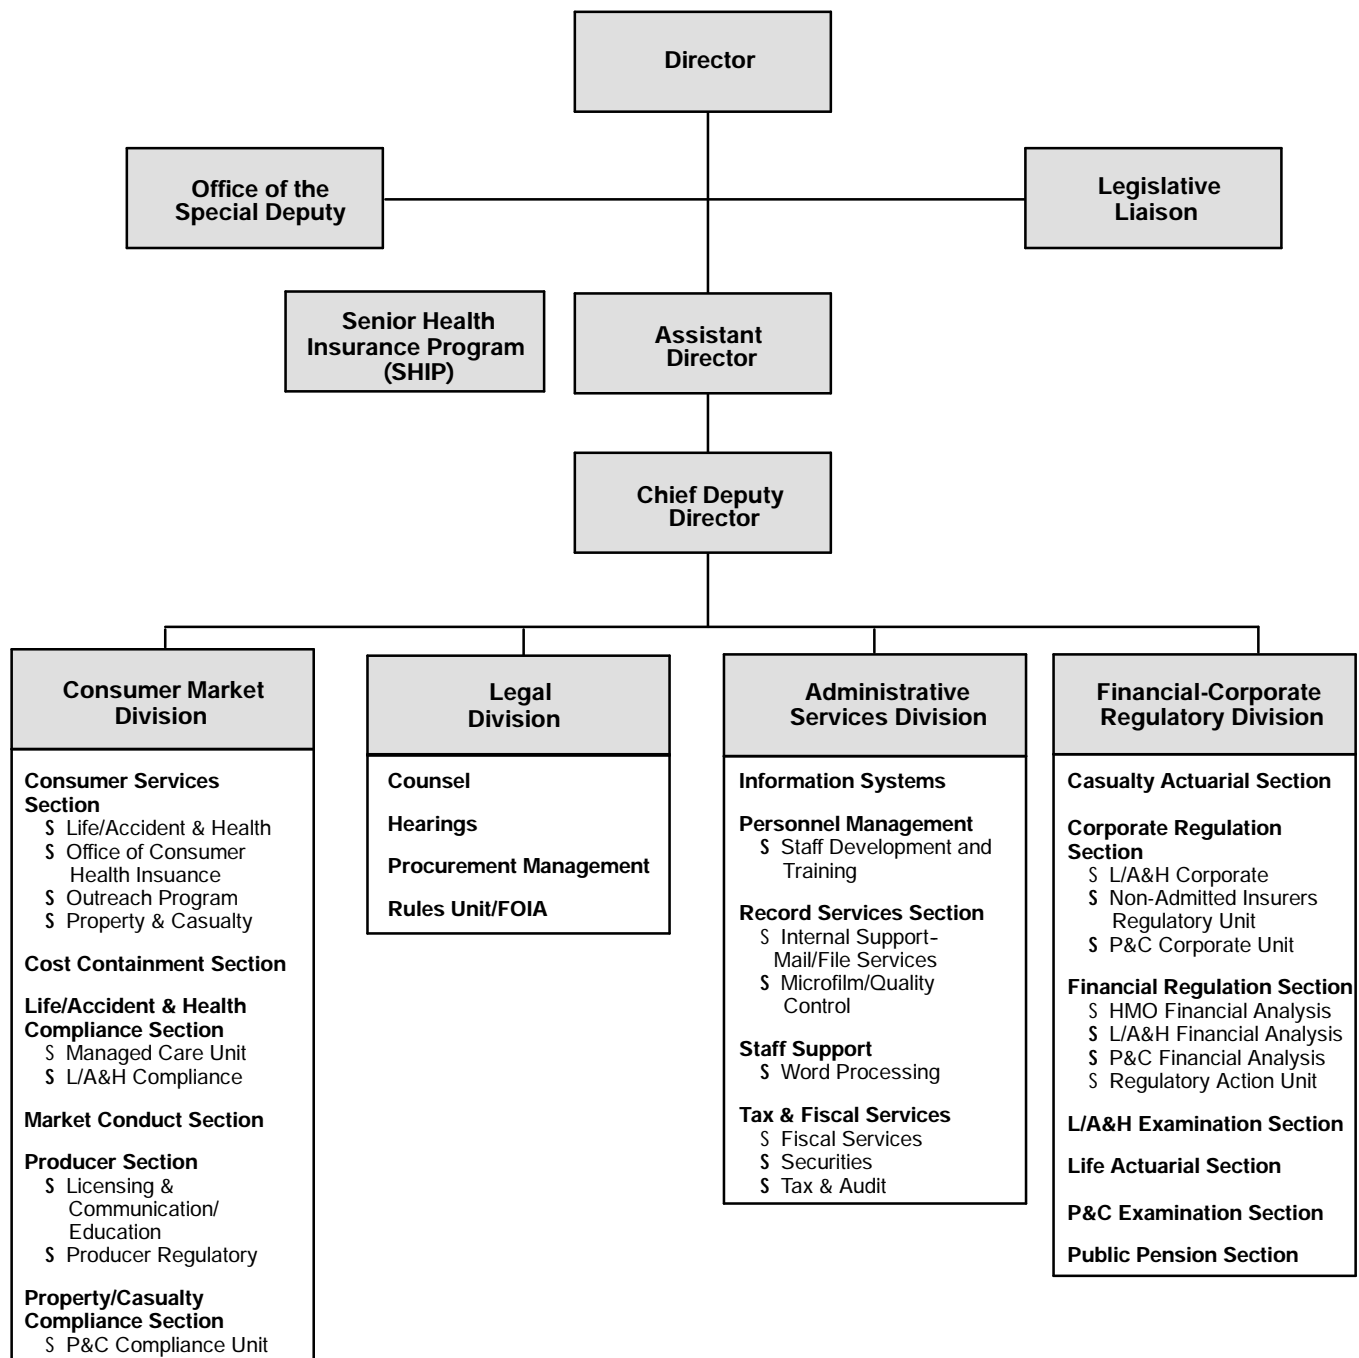 Director
Office of the
Special Deputy
Legislative
Liaison
Senior Health
Insurance Program
(SHIP)
Assistant
Director
Chief Deputy
Director
Consumer Market
Division
Consumer Services
Section
S Life/Accident & Health
S Office of Consumer
Health Insuance
S Outreach Program
S Property & Casualty
Cost Containment Section
Life/Accident & Health
Compliance Section
S Managed Care Unit
S L/A&H Compliance
Market Conduct Section
Producer Section
S Licensing &
Communication/
Education
S Producer Regulatory
Property/Casualty
Compliance Section
S P&C Compliance Unit
Legal
Division
Counsel
Hearings
Procurement Management
Rules Unit/FOIA
Administrative
Services Division
Information Systems
Personnel Management
S Staff Development and
Training
Record Services Section
S Internal Support-
Mail/File Services
S Microfilm/Quality
Control
Staff Support
S Word Processing
Tax & Fiscal Services
S Fiscal Services
S Securities
S Tax & Audit
Financial-Corporate
Regulatory Division
Casualty Actuarial Section
Corporate Regulation
Section
S L/A&H Corporate
S Non-Admitted Insurers
Regulatory Unit
S P&C Corporate Unit
Financial Regulation Section
S HMO Financial Analysis
S L/A&H Financial Analysis
S P&C Financial Analysis
S Regulatory Action Unit
L/A&H Examination Section
Life Actuarial Section
P&C Examination Section
Public Pension Section